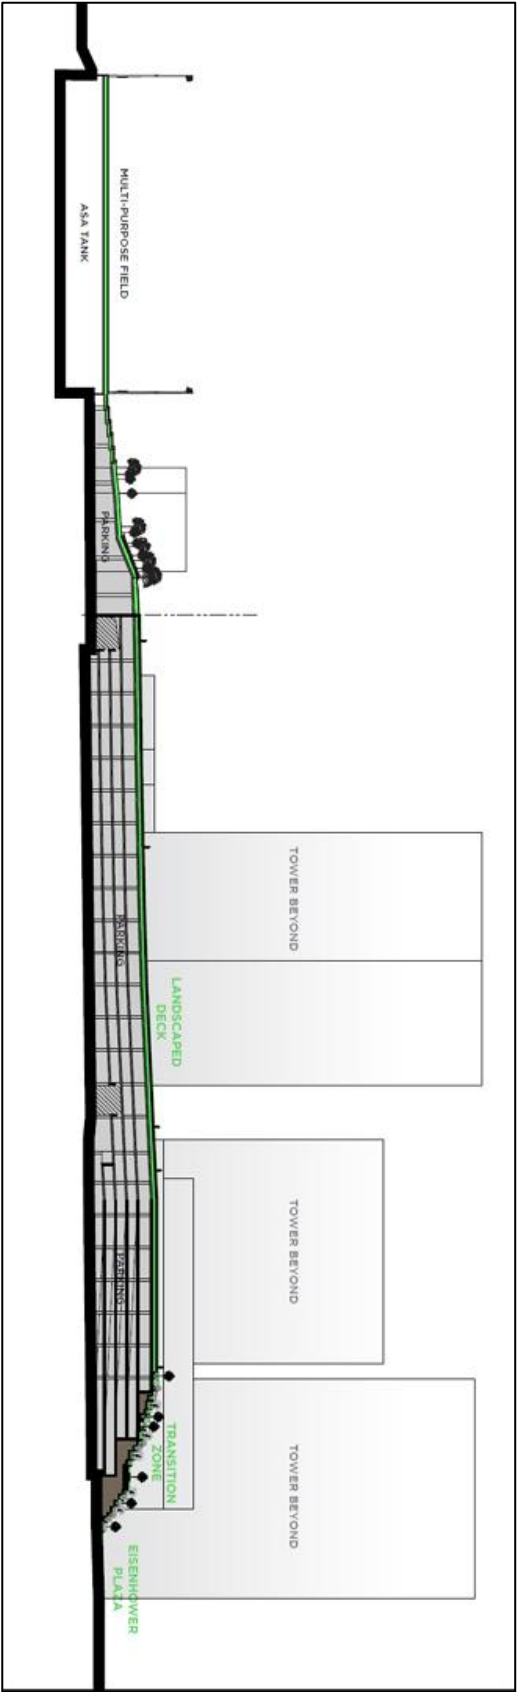 MULTI-PURPOSE FIELD
ASA TANK
PARKING
PARKING
TOWER BEYOND
LANDSCAPED
DECK
TOWER BEYOND
PARKING
TRANSITION
ZONE
TOWER BEYOND
EISENHOWER
PLAZA